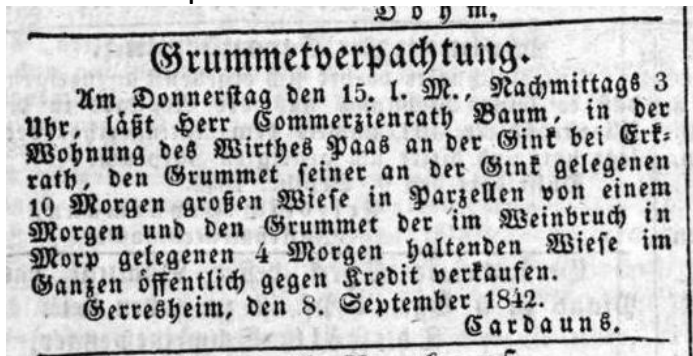 Böhm.
Grummetverpachtung.
Am Donnerstag den 15. l. M., Nachmittags 3
Uhr, läßt Herr Commerzienrath Baum, in der
Wohnung des Wirthes Paas an der Gink bei Erk-
rath, den Grummet seiner an der Gink gelegenen
10 Morgen großen Wiese in Parzellen von einem
Morgen und den Grummet der im Weinbruch in
Morp gelegenen 4 Morgen haltenden Wiese im
Ganzen öffentlich gegen Kredit verkaufen.
Gerresheim, den 8. September 1842.
Cardauns.